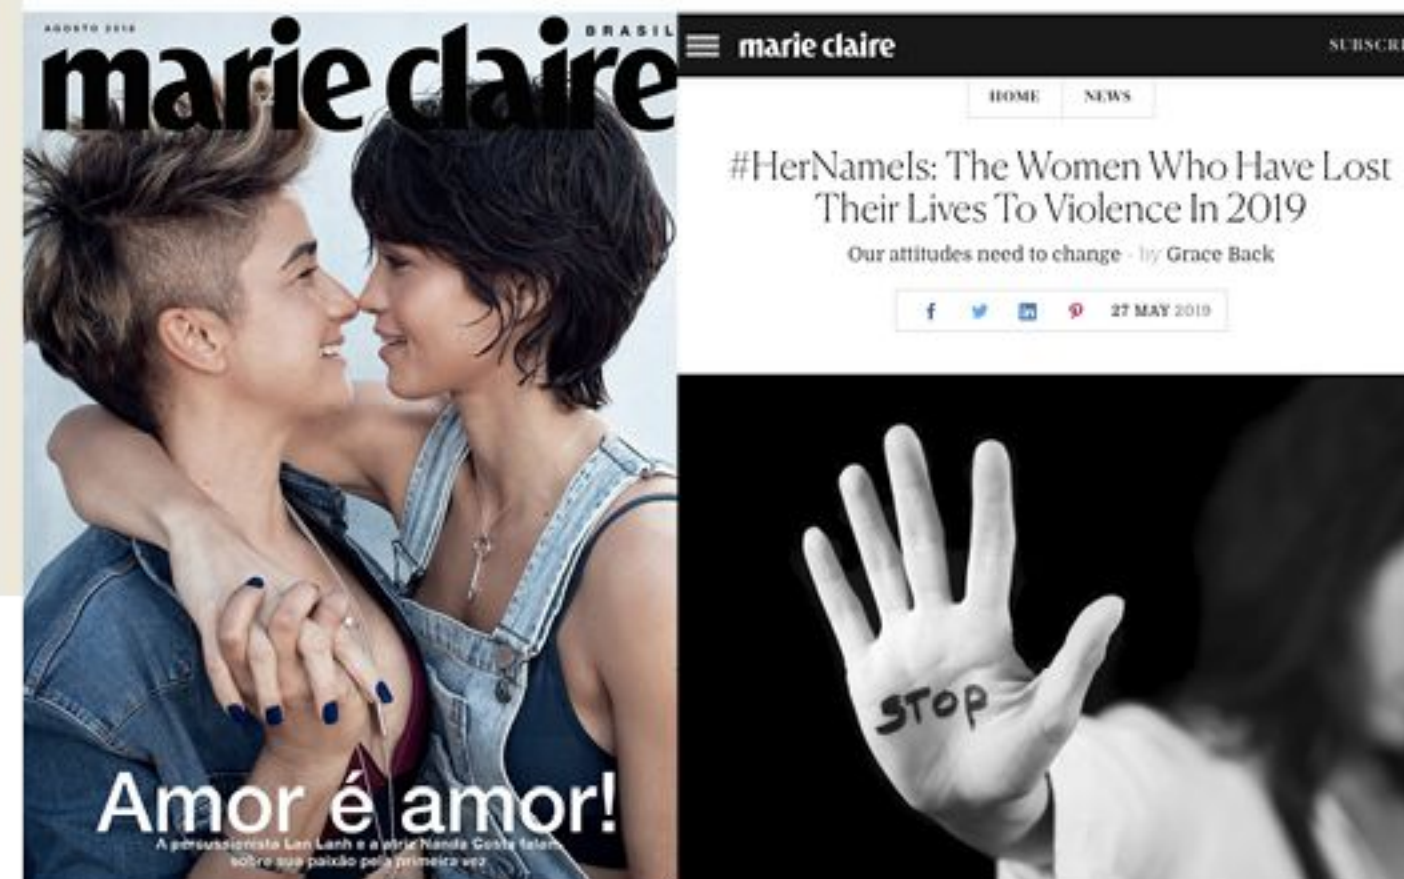 AGOSTO 2018
BRASIL
marie claire
Amor é amor!
A percussionista Lan Lanh e a atriz Nanda Costa falam
sobre sua paixão pela primeira vez
marie claire
SUBSCRI
HOME NEWS
#HerNameIs: The Women Who Have Lost
Their Lives To Violence In 2019
Our attitudes need to change - by Grace Back
27 MAY 2019
STOP